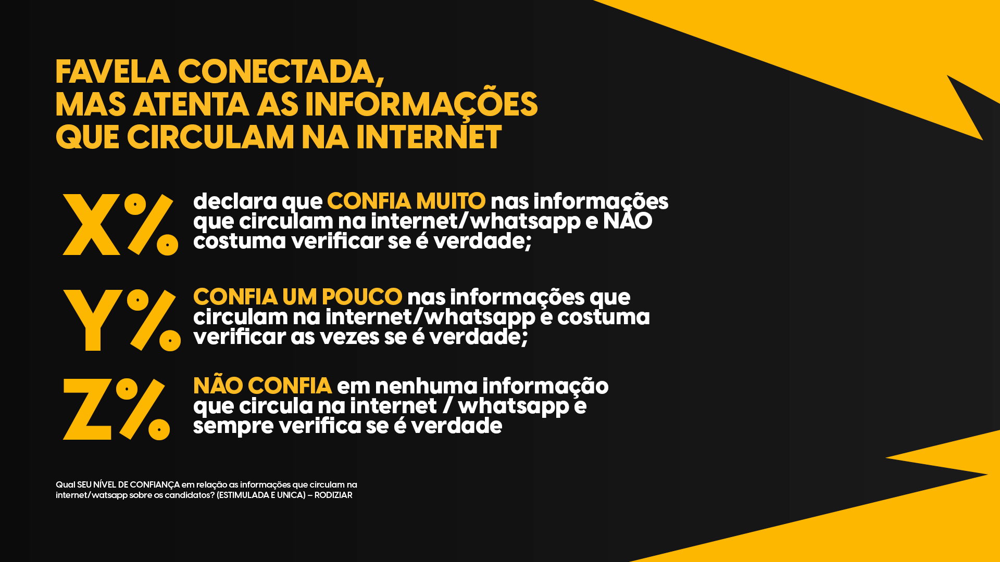 FAVELA CONECTADA,
MAS ATENTA AS INFORMAÇÕES
QUE CIRCULAM NA INTERNET
X%
declara que CONFIA MUITO nas informações
que circulam na internet/whatsapp e NÃO
costuma verificar se é verdade;
Y%
CONFIA UM POUCO nas informações que
circulam na internet/whatsapp e costuma
verificar as vezes se é verdade;
Z%
NÃO CONFIA em nenhuma informação
que circula na internet / whatsapp e
sempre verifica se é verdade
Qual SEU NÍVEL DE CONFIANÇA em relação as informações que circulam na
internet/watsapp sobre os candidatos? (ESTIMULADA E UNICA) – RODIZIAR